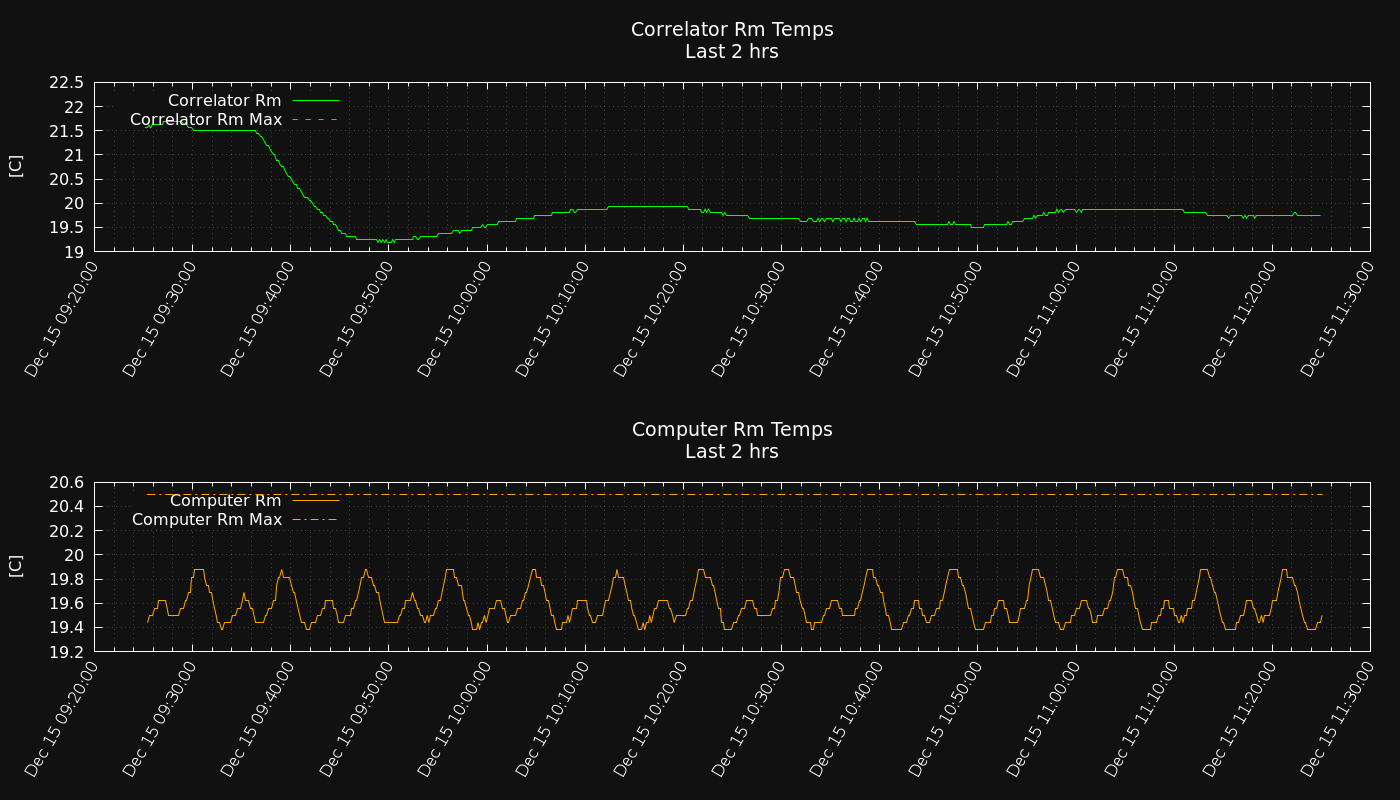 Correlator Rm Temps
Last 2 hrs
22.5
22
21.5
21
20.5
20
19.5
19
[C]
Correlator Rm
Correlator Rm Max
Dec 15 09:20:00
Dec 15 09:30:00
Dec 15 09:40:00
Dec 15 09:50:00
Dec 15 10:00:00
Dec 15 10:10:00
Dec 15 10:20:00
Dec 15 10:30:00
Dec 15 10:40:00
Dec 15 10:50:00
Dec 15 11:00:00
Dec 15 11:10:00
Dec 15 11:20:00
Dec 15 11:30:00
Computer Rm Temps
Last 2 hrs
20.6
20.4
20.2
20
19.8
19.6
19.4
19.2
[C]
Computer Rm
Computer Rm Max
Dec 15 09:20:00
Dec 15 09:30:00
Dec 15 09:40:00
Dec 15 09:50:00
Dec 15 10:00:00
Dec 15 10:10:00
Dec 15 10:20:00
Dec 15 10:30:00
Dec 15 10:40:00
Dec 15 10:50:00
Dec 15 11:00:00
Dec 15 11:10:00
Dec 15 11:20:00
Dec 15 11:30:00